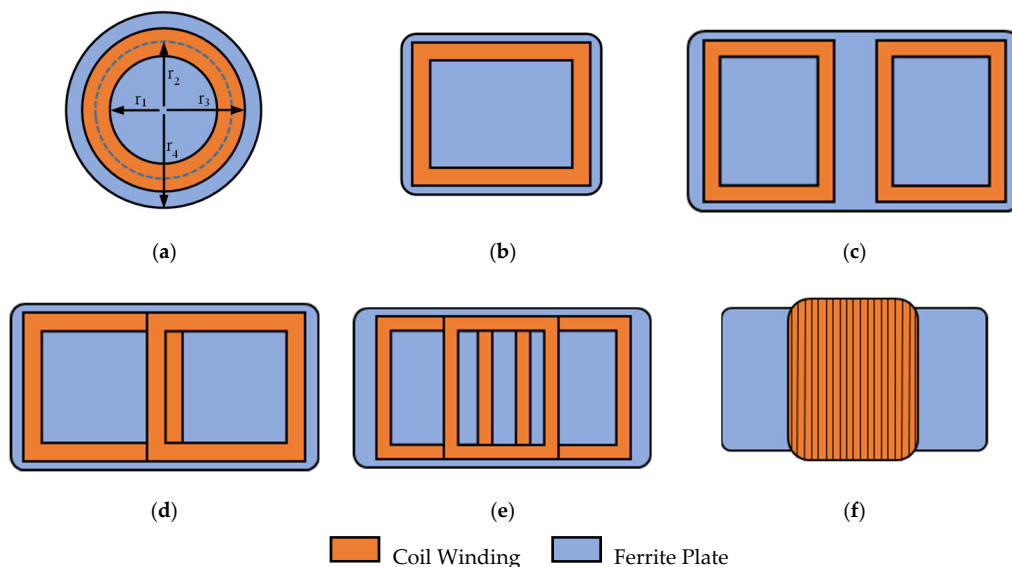 r₂
r₁ r₃
r₄
(a) (b) (c)
(d) (e) (f)
Coil Winding Ferrite Plate